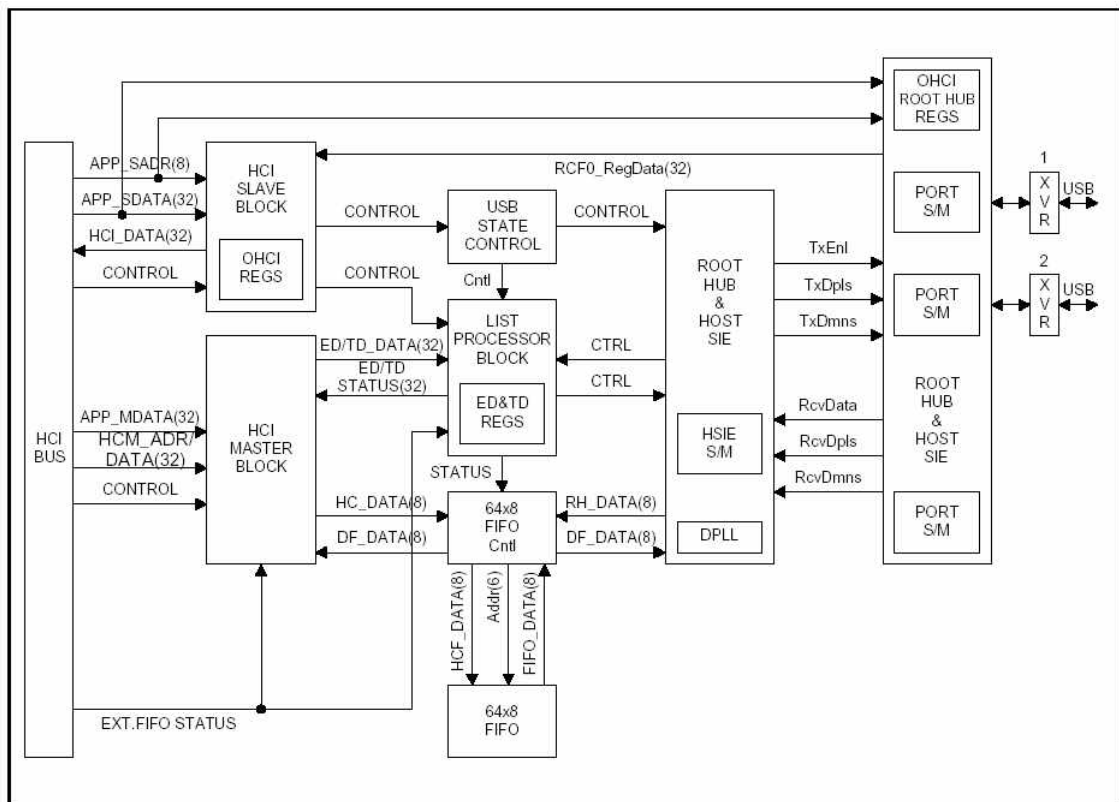 OHCI
ROOT HUB
REGS
APP_SADR(8)
HCI
SLAVE
BLOCK
RCF0_RegData(32)
1
X
V
R
USB
APP_SDATA(32)
CONTROL
USB
STATE
CONTROL
CONTROL
PORT
S/M
HCI_DATA(32)
OHCI
REGS
CONTROL
CONTROL
Cntl
ROOT
HUB
&
HOST
SIE
TxEnl
TxDpls
TxDmns
PORT
S/M
2
X
V
R
USB
LIST
PROCESSOR
BLOCK
ED/TD_DATA(32)
ED/TD
STATUS(32)
CTRL
CTRL
ED&TD
REGS
HCI
BUS
APP_MDATA(32)
HCM_ADR/
DATA(32)
CONTROL
HCI
MASTER
BLOCK
STATUS
HSIE
S/M
RcvData
RcvDpls
RcvDmns
ROOT
HUB
&
HOST
SIE
HC_DATA(8)
DF_DATA(8)
64x8
FIFO
Cntl
RH_DATA(8)
DF_DATA(8)
DPLL
PORT
S/M
HCF_DATA(8)
Addr(6)
FIFO_DATA(8)
EXT.FIFO STATUS
64x8
FIFO